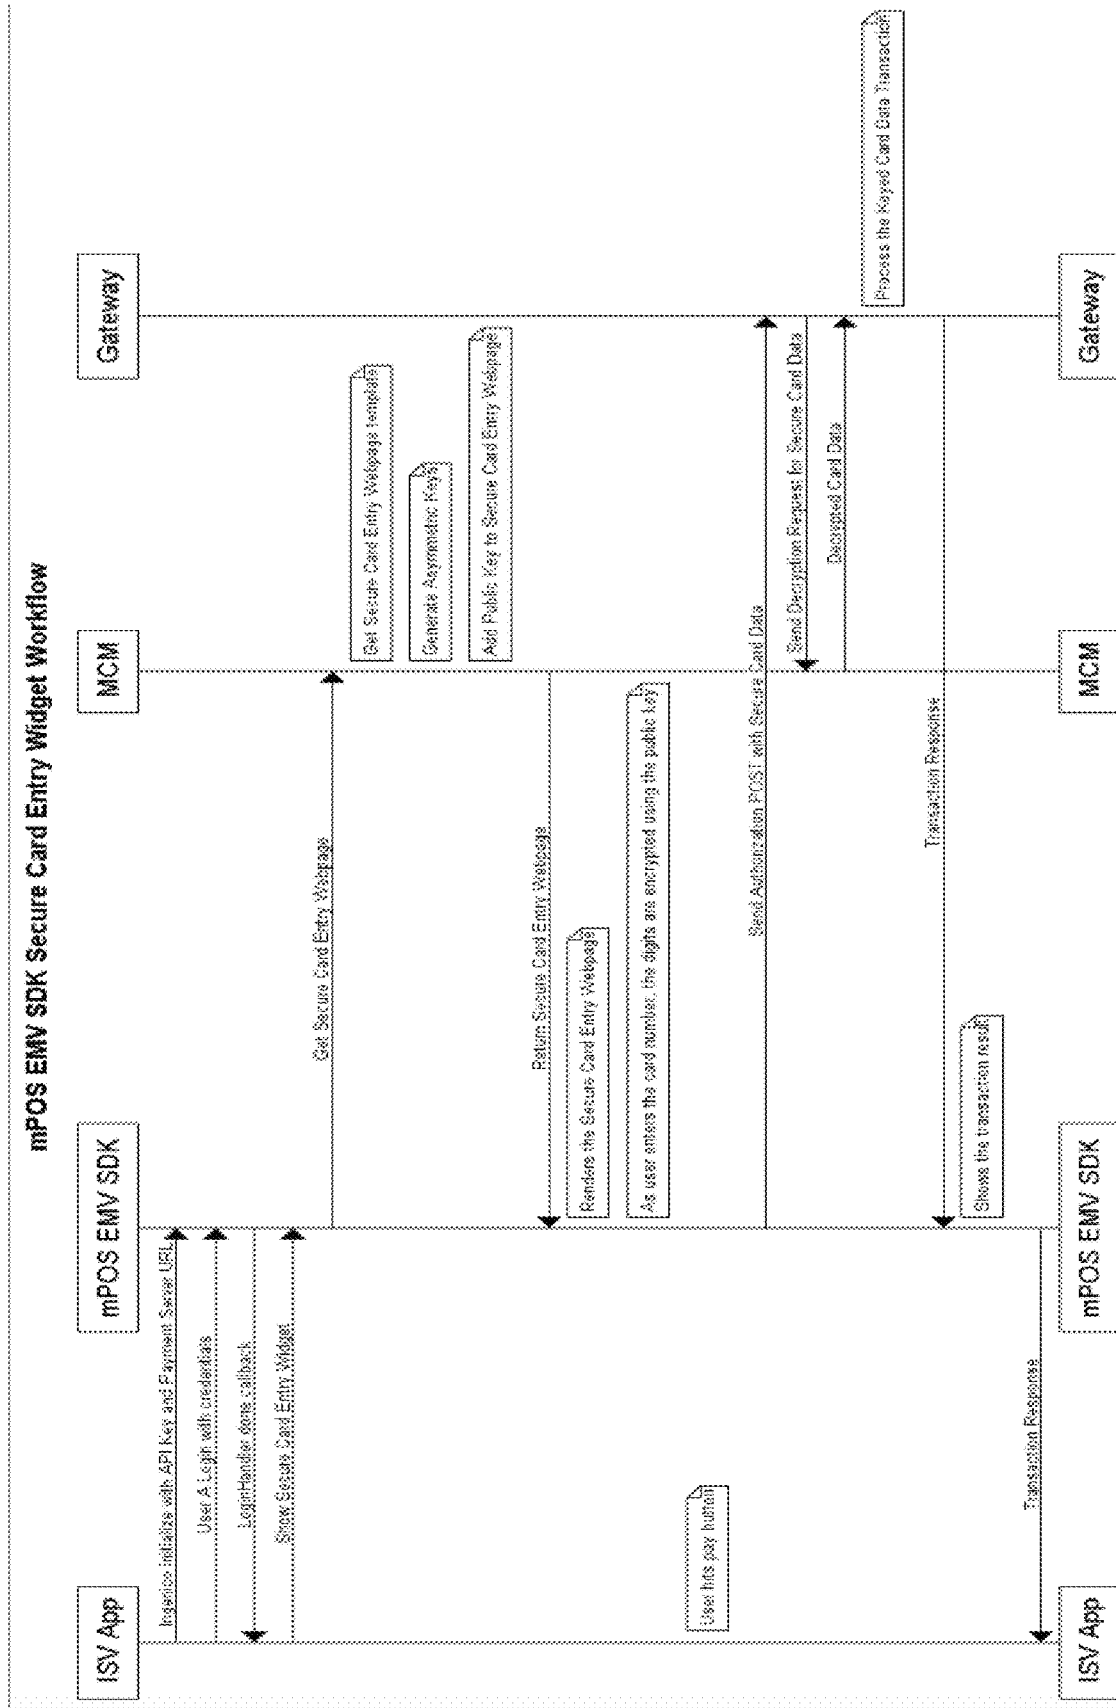 mPOS EMV SDK Secure Card Entry Widget Workflow
ISV App
mPOS EMV SDK
MCM
Gateway
Ingenico Initialize with API Key and Payment Server URL
User A Login with credentials
LoginHandler done callback
Show Secure Card Entry Widget
Get Secure Card Entry Webpage
Get Secure Card Entry Webpage template
Generate Asymmetric Keys
Add Public Key to Secure Card Entry Webpage
Return Secure Card Entry Webpage
Renders the Secure Card Entry Webpage
As user enters the card number, the digits are encrypted using the public key
User hits pay button
Send Authorization POST with Secure Card Data
Send Decryption Request for Secure Card Data
Decrypted Card Data
Process the Keyed Card Data Transaction
Transaction Response
Shows the transaction result
Transaction Response
ISV App
mPOS EMV SDK
MCM
Gateway